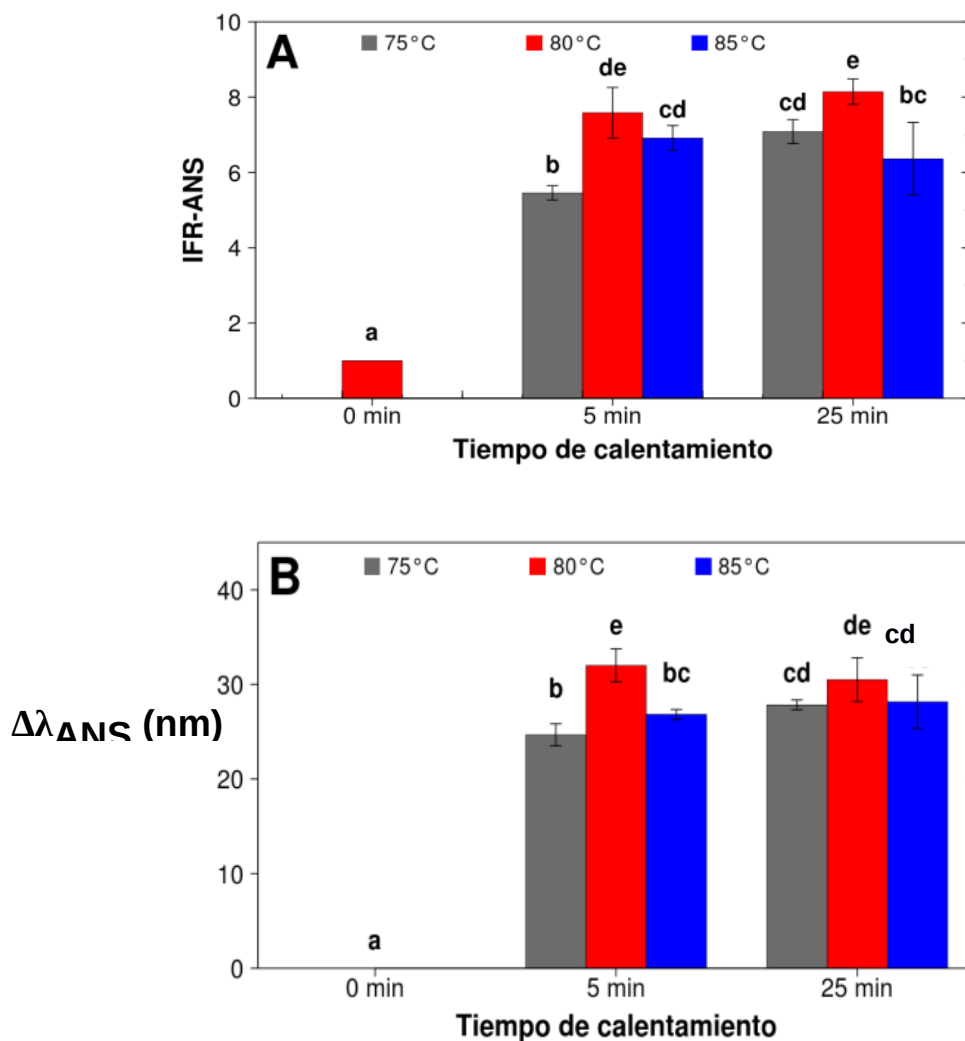 10
A
75°C 80°C 85°C
e
de
bc
8
cd
cd
b
6
IFR-ANS
4
2
a
0
0 min 5 min 25 min
Tiempo de calentamiento
B
75°C 80°C 85°C
40
e
de
cd
bc
cd
b
30
ΔλANS (nm)
20
10
a
0
0 min 5 min 25 min
Tiempo de calentamiento